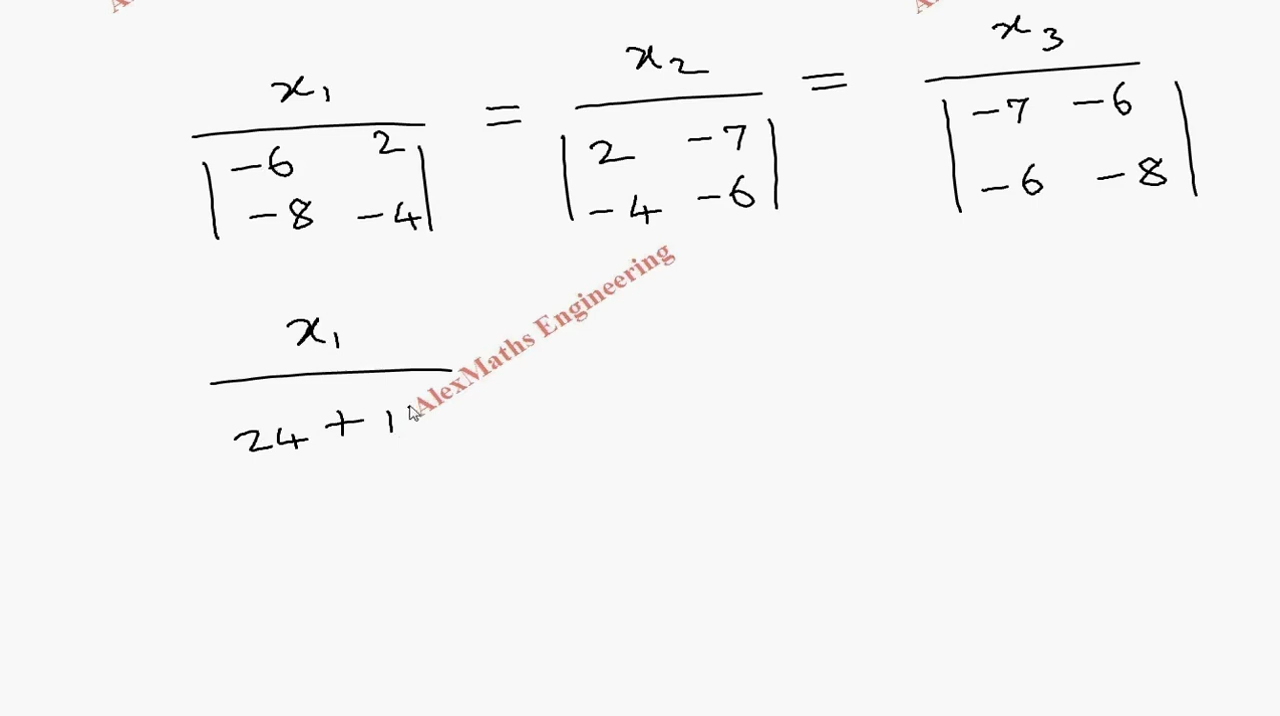 x₁ = x₂ = x₃
-6 2 2 -7 -7 -6
-8 -4 -4 -6 -6 -8
AlexMaths Engineering
x₁
24 + 1